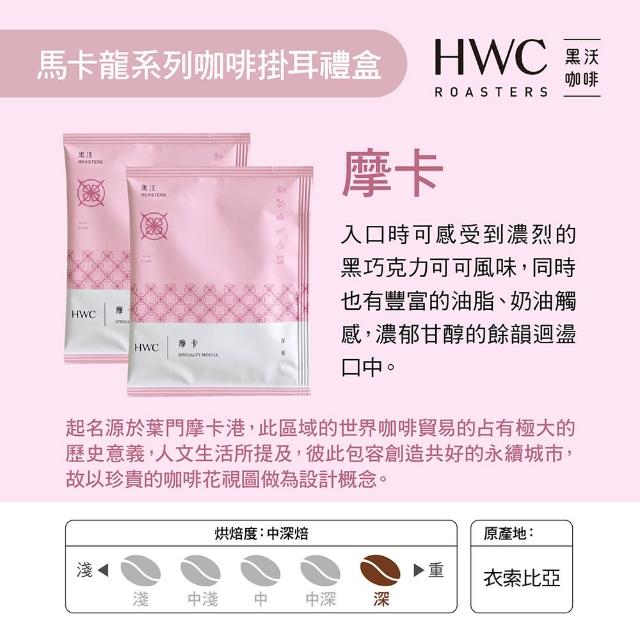 馬卡龍系列咖啡掛耳禮盒
HWC
ROASTERS
黑沃
咖啡
黑沃
ROASTERS
黑沃
ROASTERS
摩卡
入口時可感受到濃烈的
黑巧克力可可風味，同時
也有豐富的油脂、奶油觸
感，濃郁甘醇的餘韻迴盪
口中。
HWC
摩
HWC
摩卡
SPECIALTY MOCHA
起名源於葉門摩卡港，此區域的世界咖啡貿易的占有極大的
歷史意義，人文生活所提及，彼此包容創造共好的永續城市，
故以珍貴的咖啡花視圖做為設計概念。
烘焙度：中深焙
淺 ◀ ▶ 重
淺 中淺 中 中深 深
原產地：
衣索比亞